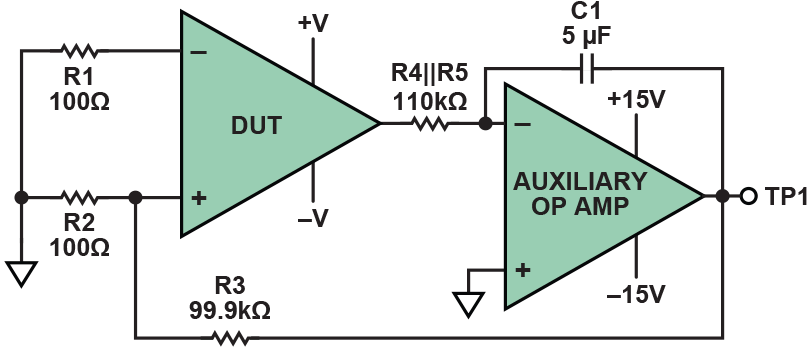 C1
5 µF
+V
R1
100Ω
–
DUT
R4||R5
110kΩ
–
+15V
R2
100Ω
+
–V
AUXILIARY
OP AMP
TP1
+
–15V
R3
99.9kΩ